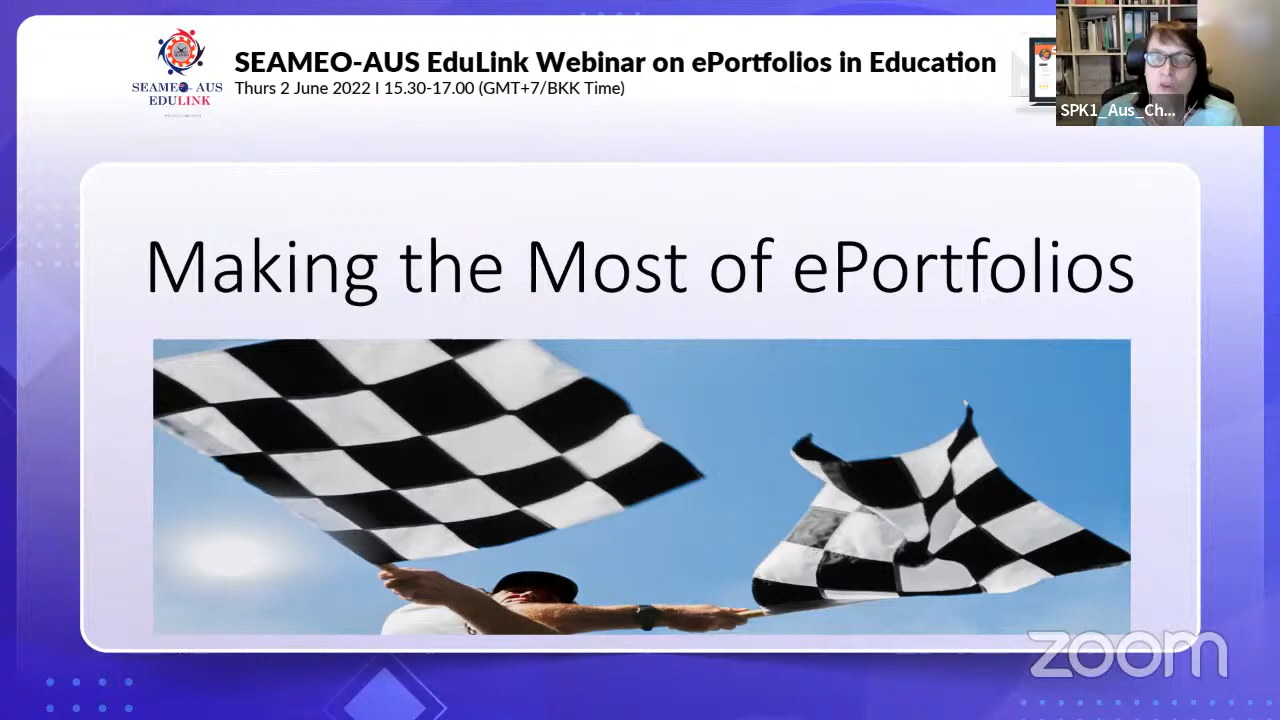 SEAMEO-AUS EduLink Webinar on ePortfolios in Education
Thurs 2 June 2022 I 15.30-17.00 (GMT+7/BKK Time)
SEAMEO AUS
EDULINK
SPK1_Aus_Ch...
Making the Most of ePortfolios
zoom